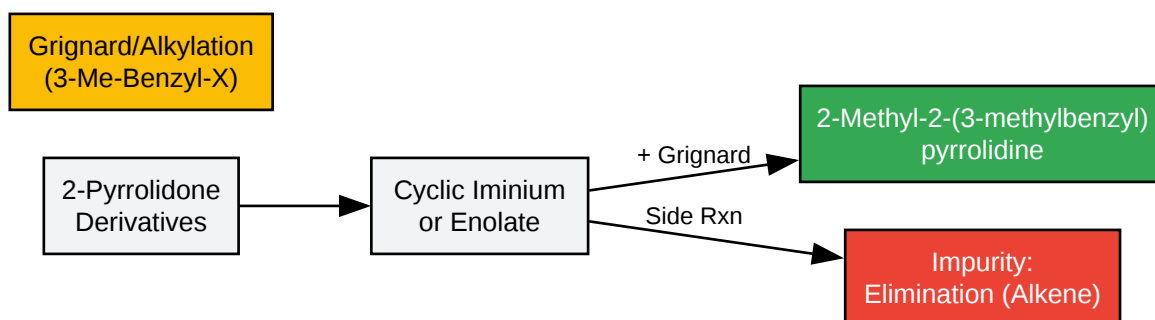 Grignard/Alkylation
(3-Me-Benzyl-X)
2-Pyrrolidone
Derivatives
Cyclic Iminium
or Enolate
+ Grignard
Side Rxn
2-Methyl-2-(3-methylbenzyl)
pyrrolidine
Impurity:
Elimination (Alkene)